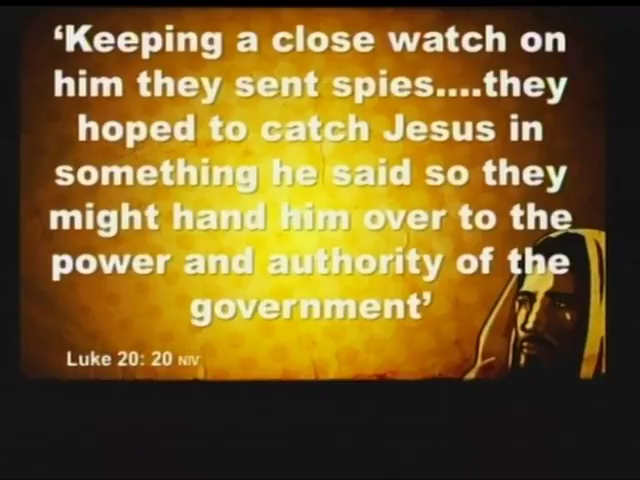 ‘Keeping a close watch on
him they sent spies....they
hoped to catch Jesus in
something he said so they
might hand him over to the
power and authority of the
government’
Luke 20: 20 NIV